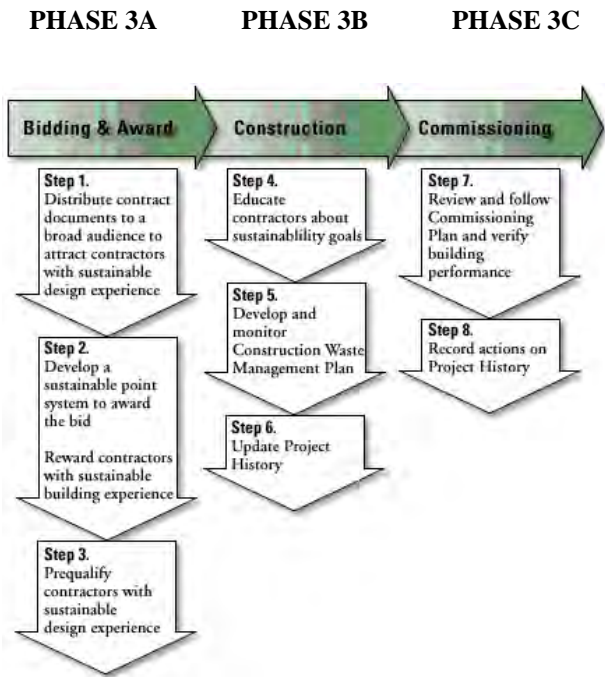 PHASE 3A PHASE 3B PHASE 3C
Bidding & Award Construction Commissioning
Step 1.
Distribute contract
documents to a
broad audience to
attract contractors
with sustainable
design experience
Step 2.
Develop a
sustainable point
system to award
the bid
Reward contractors
with sustainable
building experience
Step 3.
Prequalify
contractors with
sustainable
design experience
Step 4.
Educate
contractors about
sustainablility goals
Step 5.
Develop and
monitor
Construction Waste
Management Plan
Step 6.
Update Project
History
Step 7.
Review and follow
Commissioning
Plan and verify
building
performance
Step 8.
Record actions on
Project History